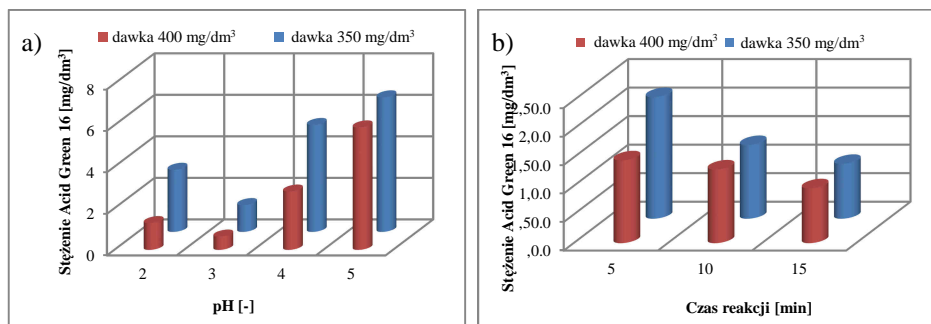 a)
dawka 400 mg/dm³ dawka 350 mg/dm³
Stężenie Acid Green 16 [mg/dm³]
8
6
4
2
0
2 3 4 5
pH [-]
b)
dawka 400 mg/dm³ dawka 350 mg/dm³
Stężenie Acid Green 16 [mg/dm³]
2,50.0
2,0.0
1,50.0
1,0.0
,50.0
,0.0
5 10 15
Czas reakcji [min]